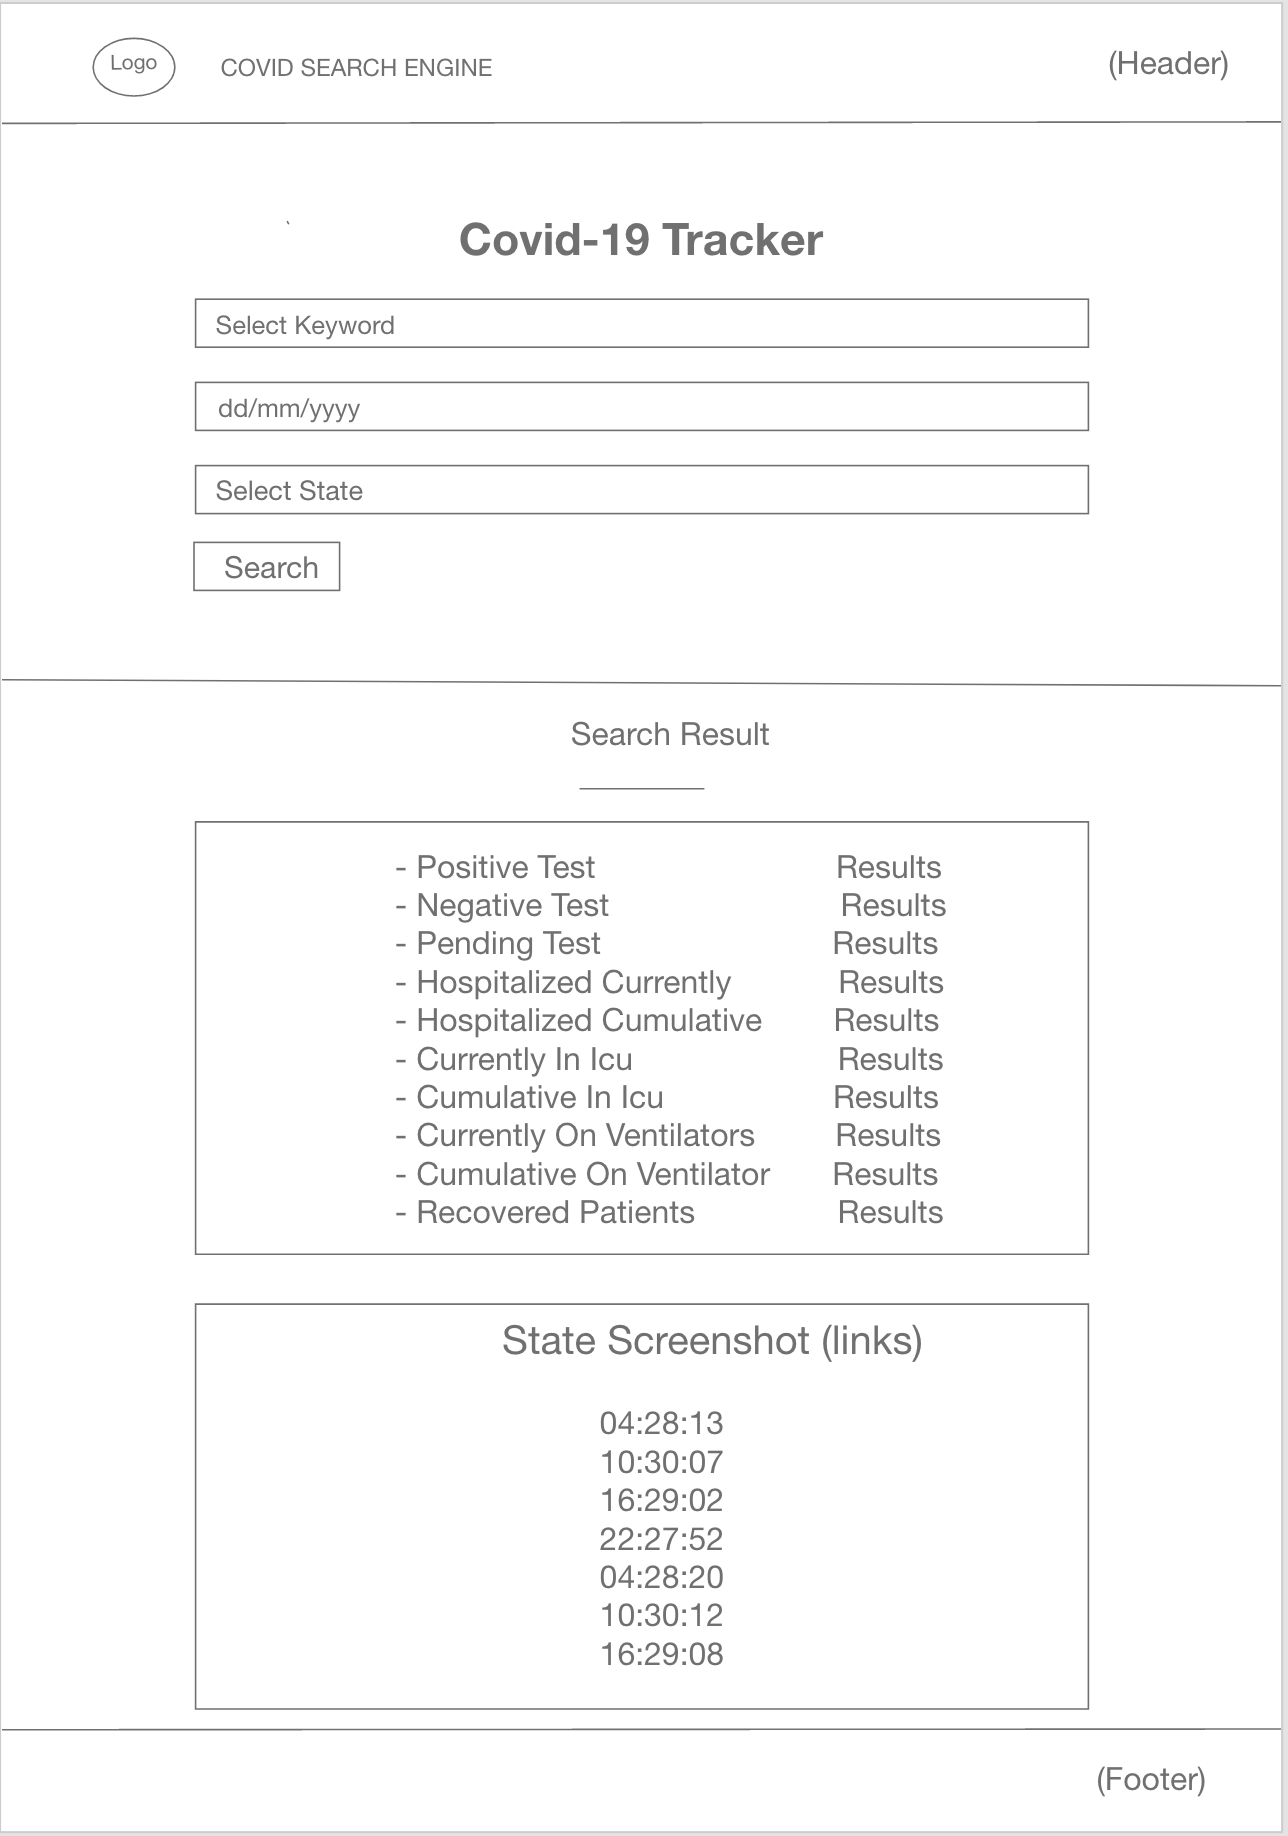 Logo
COVID SEARCH ENGINE
(Header)
Covid-19 Tracker
Select Keyword
dd/mm/yyyy
Select State
Search
Search Result
- Positive Test Results
- Negative Test Results
- Pending Test Results
- Hospitalized Currently Results
- Hospitalized Cumulative Results
- Currently In Icu Results
- Cumulative In Icu Results
- Currently On Ventilators Results
- Cumulative On Ventilator Results
- Recovered Patients Results
State Screenshot (links)
04:28:13
10:30:07
16:29:02
22:27:52
04:28:20
10:30:12
16:29:08
(Footer)